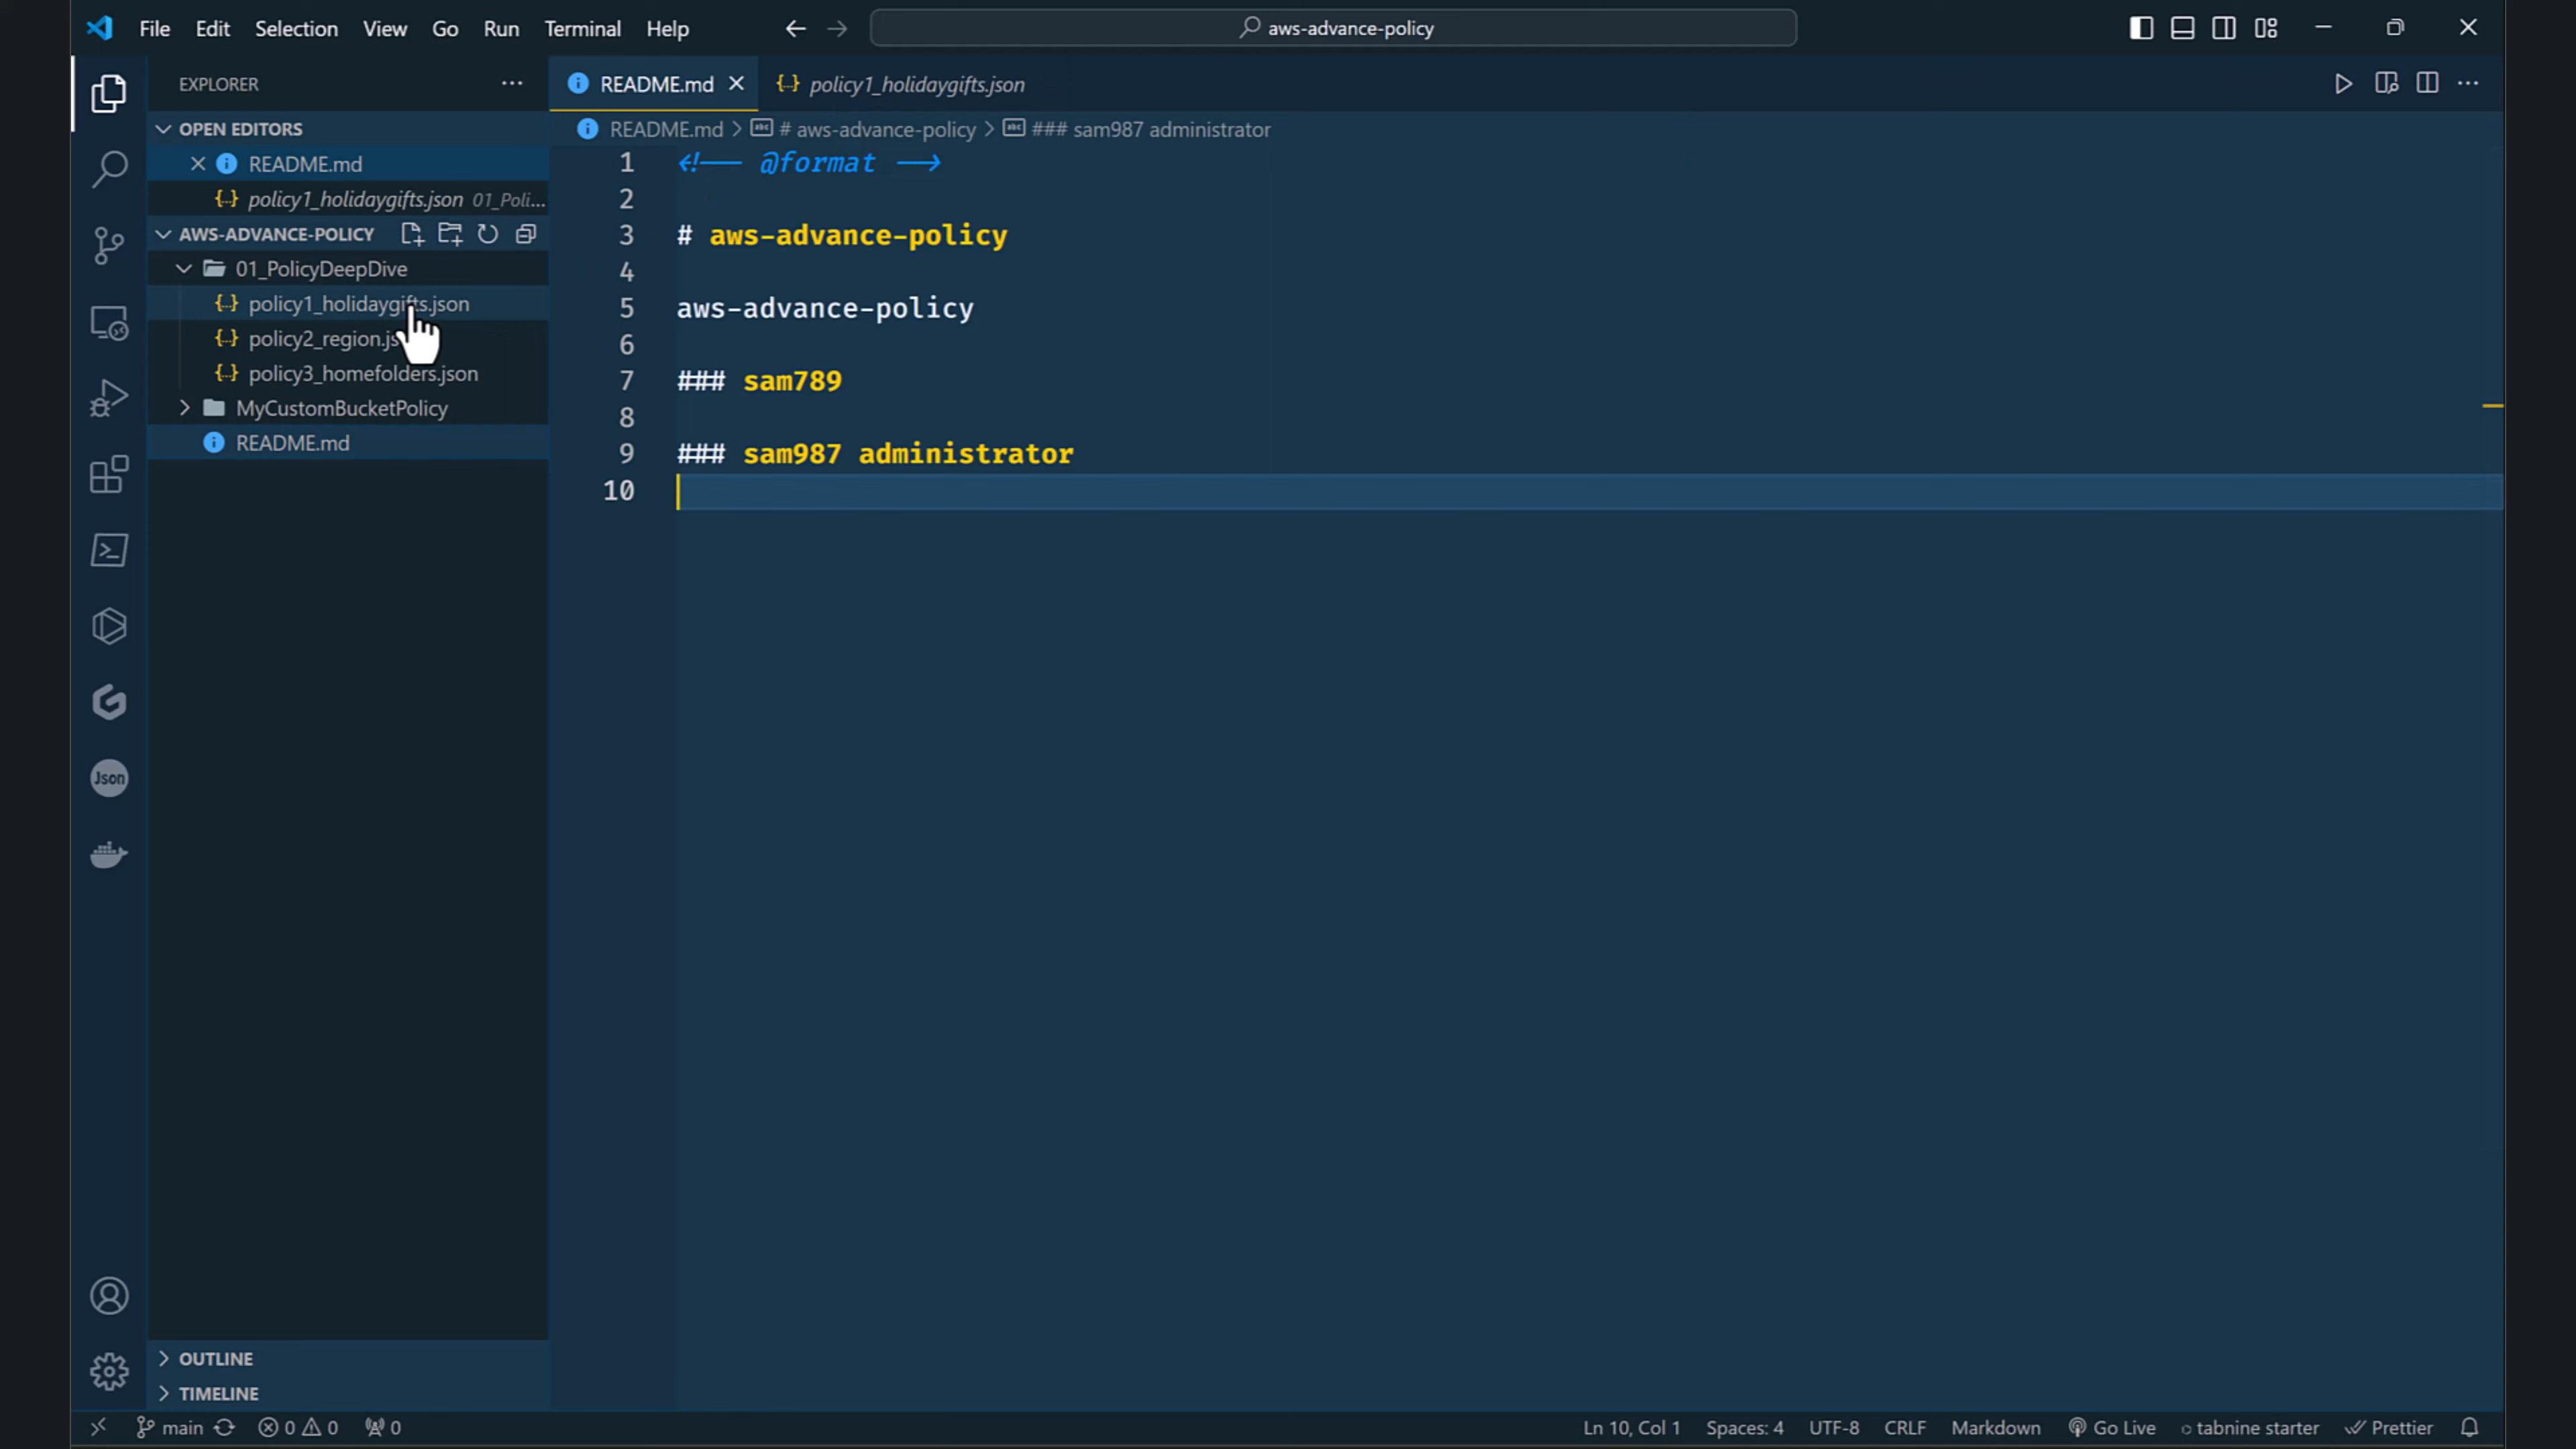 File Edit Selection View Go Run Terminal Help
aws-advance-policy
EXPLORER
README.md
policy1_holidaygifts.json
OPEN EDITORS
README.md
policy1_holidaygifts.json 01_Poli...
AWS-ADVANCE-POLICY
01_PolicyDeepDive
policy1_holidaygifts.json
policy2_region.js
policy3_homefolders.json
MyCustomBucketPolicy
README.md
README.md > # aws-advance-policy > ### sam987 administrator
1 <!-- @format -->
2
3 # aws-advance-policy
4
5 aws-advance-policy
6
7 ### sam789
8
9 ### sam987 administrator
10
Json
OUTLINE
TIMELINE
main 0 0 0
Ln 10, Col 1 Spaces: 4 UTF-8 CRLF Markdown Go Live tabnine starter Prettier